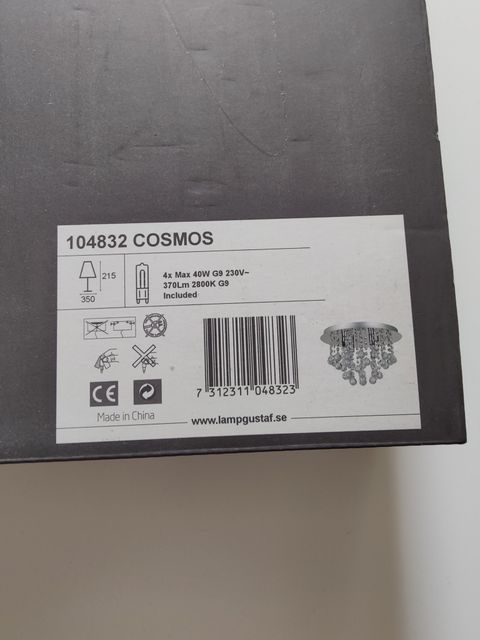 104832 COSMOS
215
350
4x Max 40W G9 230V~
370Lm 2800K G9
Included
CE
Made in China
7 312311 048323
www.lampgustaf.se